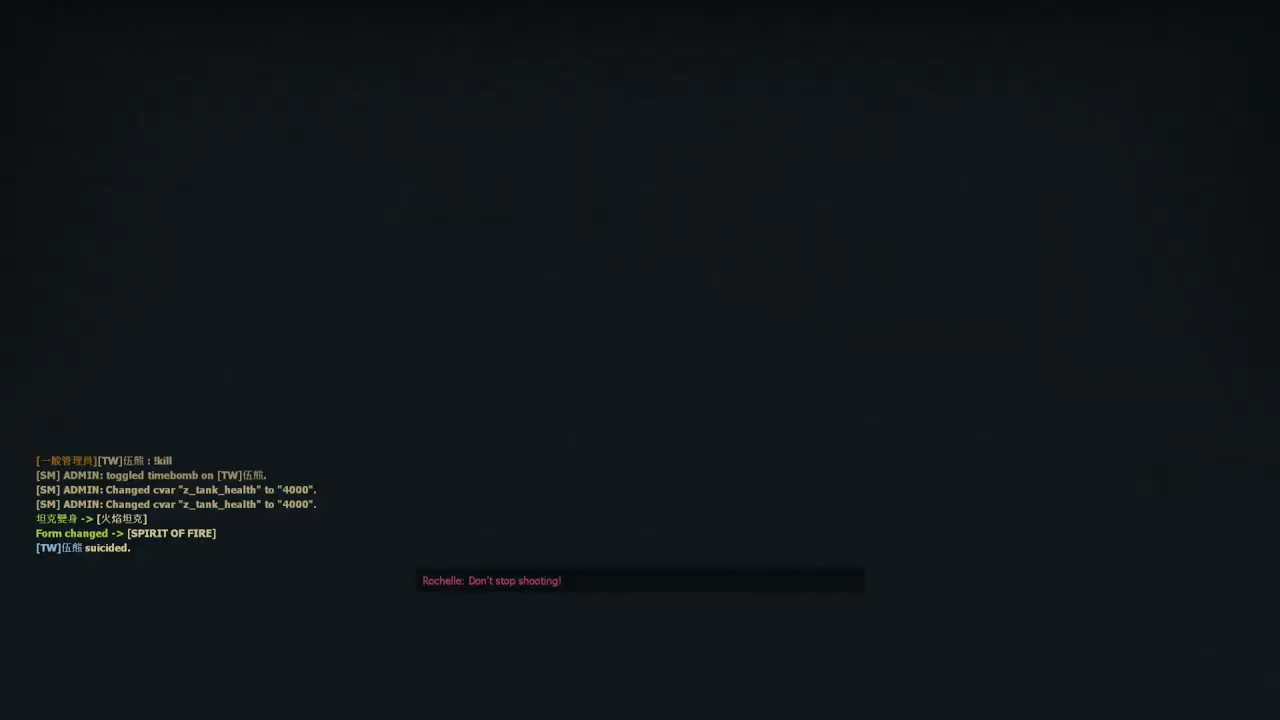 [一般管理員][TW]伍熊 : !kill
[SM] ADMIN: toggled timebomb on [TW]伍熊.
[SM] ADMIN: Changed cvar "z_tank_health" to "4000".
[SM] ADMIN: Changed cvar "z_tank_health" to "4000".
坦克變身 -> [火焰坦克]
Form changed -> [SPIRIT OF FIRE]
[TW]伍熊 suicided.
Rochelle: Don't stop shooting!